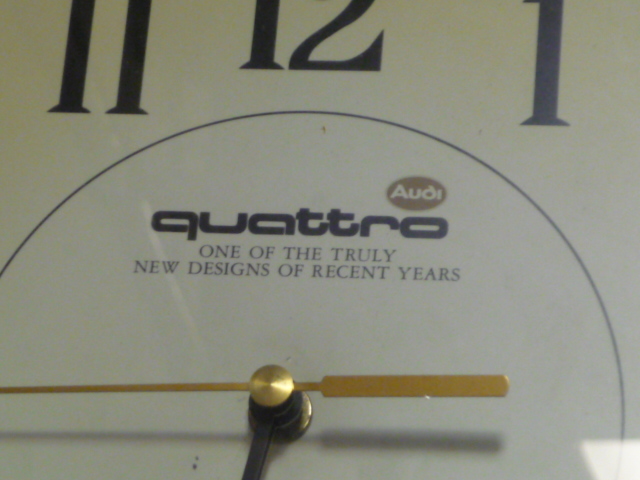 11 12 1
Audi
quattro
ONE OF THE TRULY
NEW DESIGNS OF RECENT YEARS